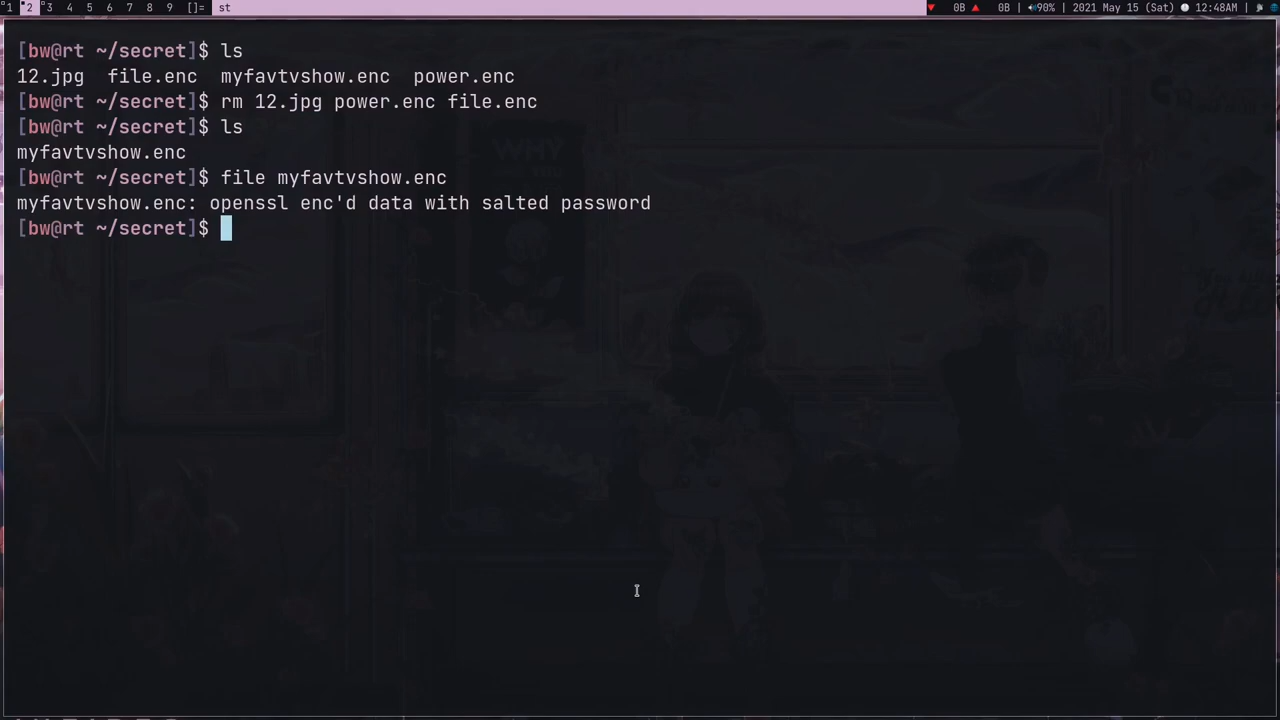 1 2 3 4 5 6 7 8 9 []= st 0B 0B 90% | 2021 May 15 (Sat) 12:48AM
[bw@rt ~/secret]$ ls
12.jpg file.enc myfavtvshow.enc power.enc
[bw@rt ~/secret]$ rm 12.jpg power.enc file.enc
[bw@rt ~/secret]$ ls
myfavtvshow.enc
[bw@rt ~/secret]$ file myfavtvshow.enc
myfavtvshow.enc: openssl enc'd data with salted password
[bw@rt ~/secret]$
WHY